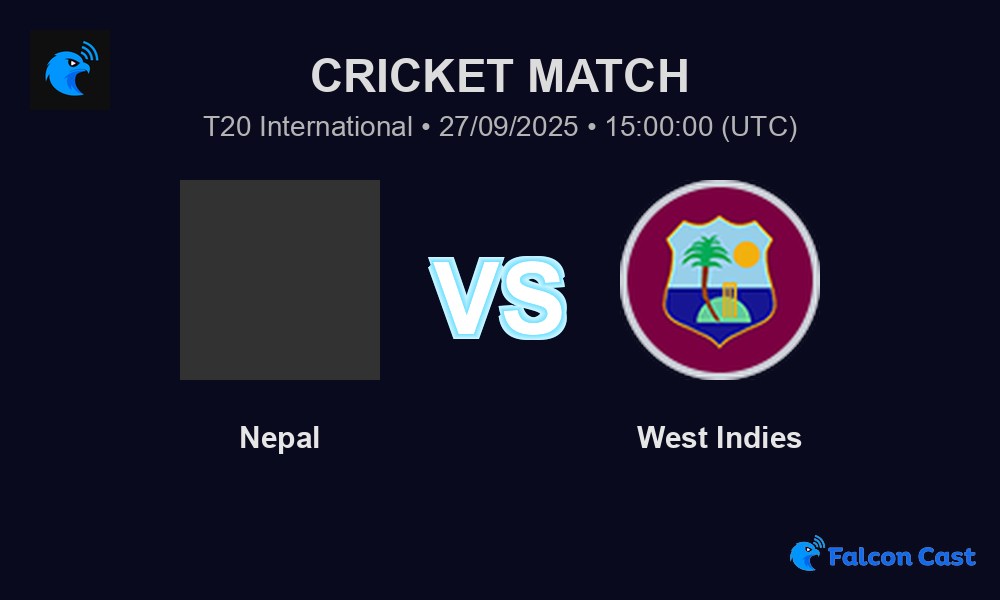 CRICKET MATCH
T20 International • 27/09/2025 • 15:00:00 (UTC)
VS
Nepal
West Indies
Falcon Cast